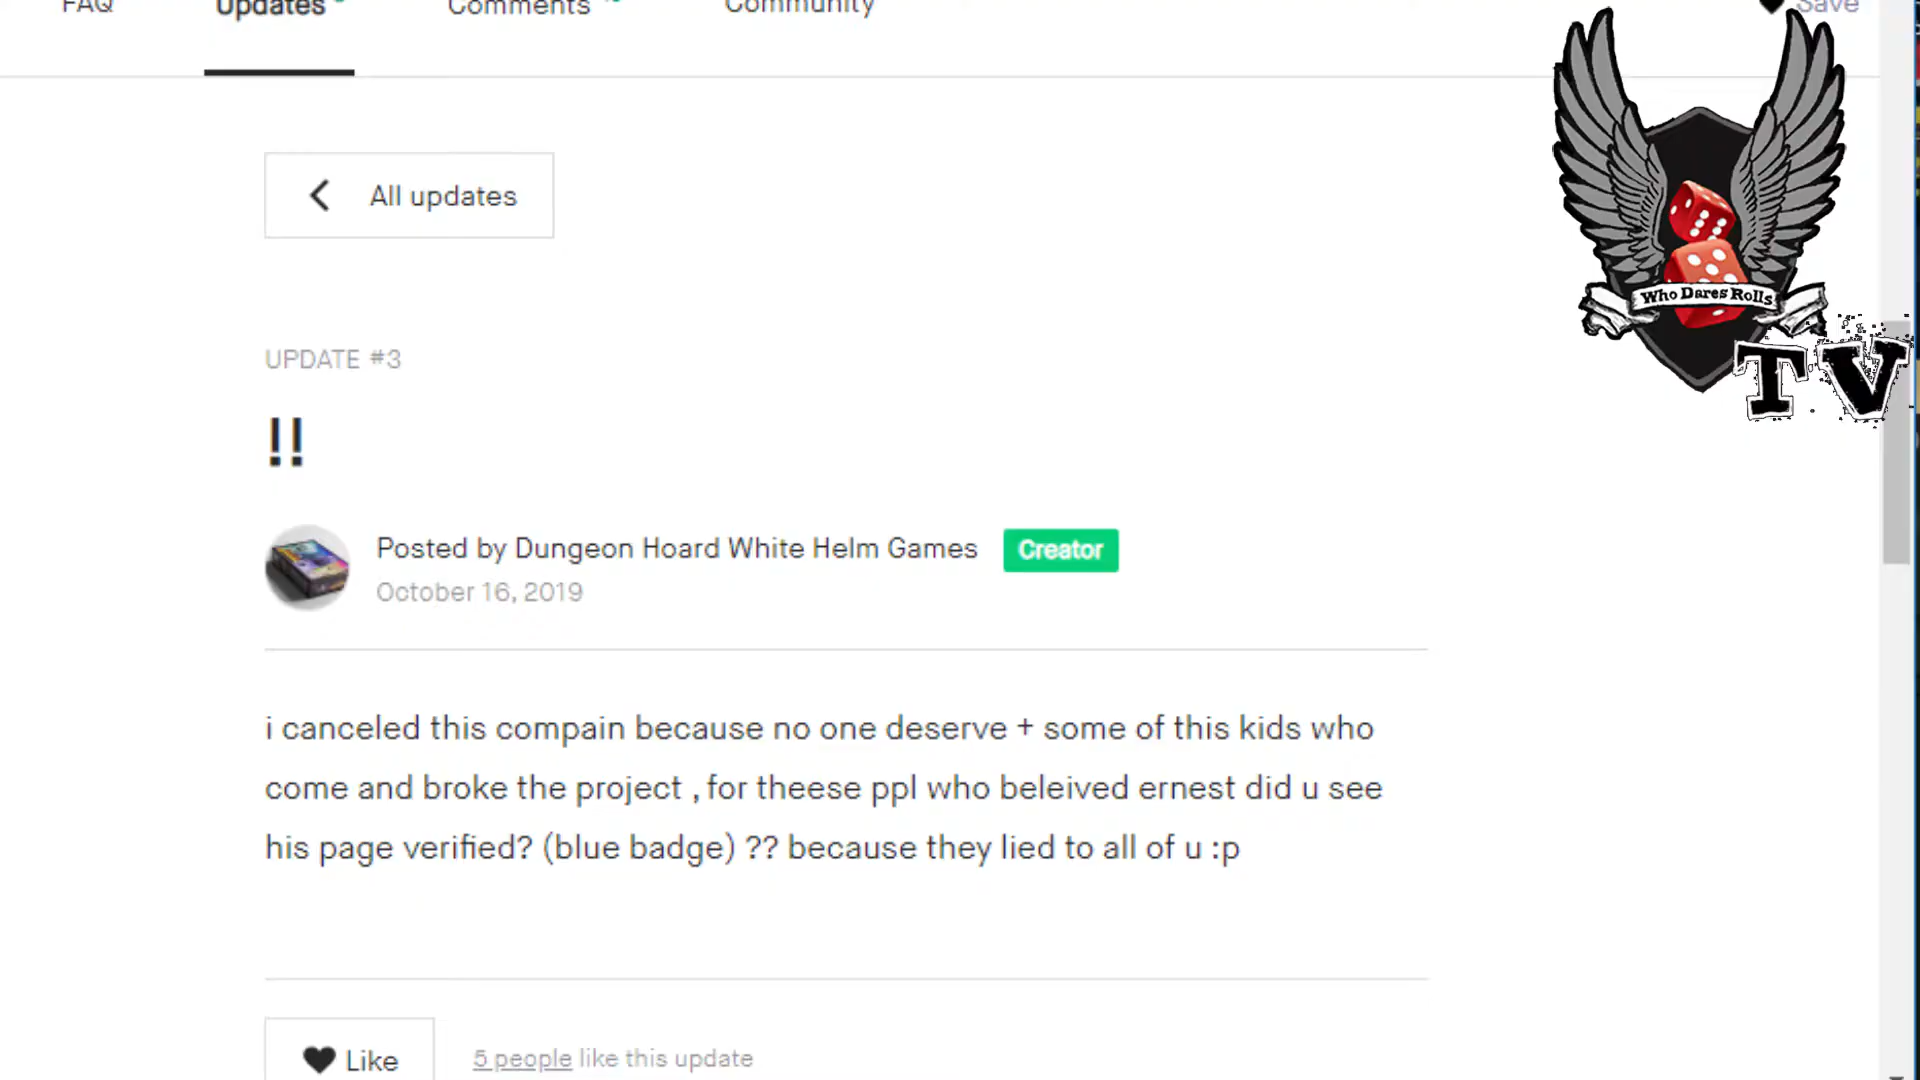 FAQ Updates Comments Community Save
Who Dares Rolls
TV
All updates
UPDATE #3
!!
Posted by Dungeon Hoard White Helm Games Creator
October 16, 2019
i canceled this compain because no one deserve + some of this kids who
come and broke the project , for theese ppl who beleived ernest did u see
his page verified? (blue badge) ?? because they lied to all of u :p
Like 5 people like this update